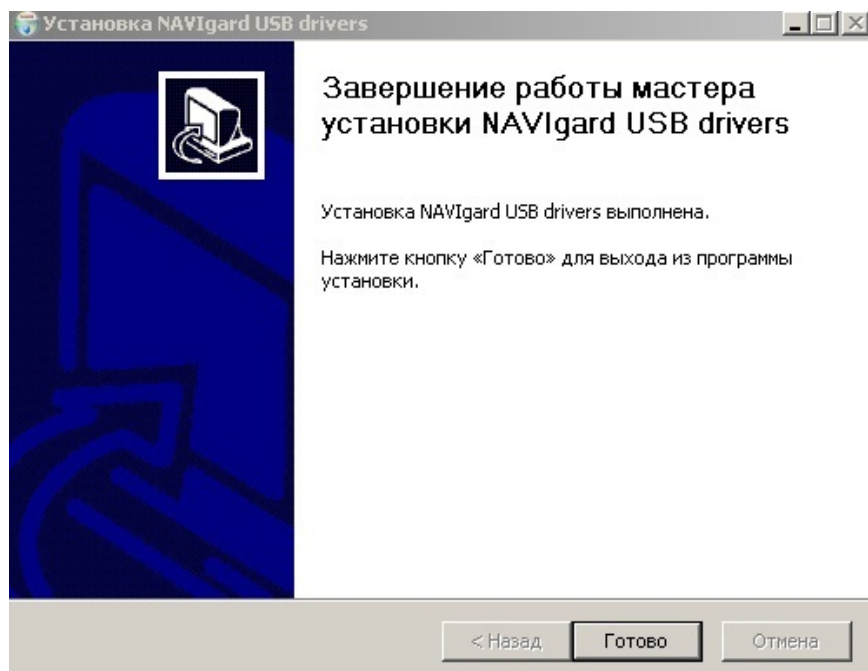 Установка NAVIgard USB drivers
Завершение работы мастера
установки NAVIgard USB drivers
Установка NAVIgard USB drivers выполнена.
Нажмите кнопку «Готово» для выхода из программы
установки.
< Назад
Готово
Отмена